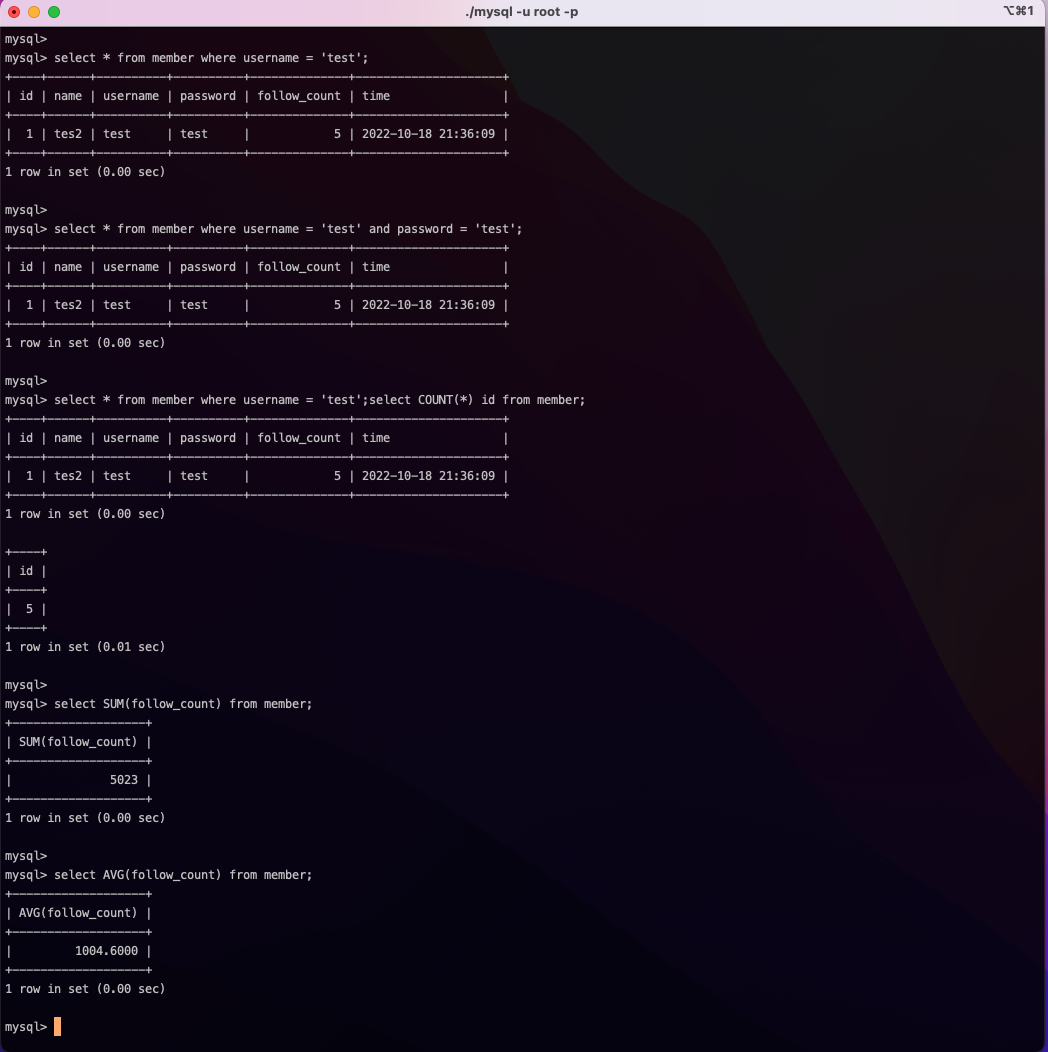 ./mysql -u root -p
⌥⌘1
mysql>
mysql> select * from member where username = 'test';
+----+------+----------+----------+--------------+---------------------+
| id | name | username | password | follow_count | time                |
+----+------+----------+----------+--------------+---------------------+
|  1 | tes2 | test     | test     |            5 | 2022-10-18 21:36:09 |
+----+------+----------+----------+--------------+---------------------+
1 row in set (0.00 sec)
mysql>
mysql> select * from member where username = 'test' and password = 'test';
+----+------+----------+----------+--------------+---------------------+
| id | name | username | password | follow_count | time                |
+----+------+----------+----------+--------------+---------------------+
|  1 | tes2 | test     | test     |            5 | 2022-10-18 21:36:09 |
+----+------+----------+----------+--------------+---------------------+
1 row in set (0.00 sec)
mysql>
mysql> select * from member where username = 'test';select COUNT(*) id from member;
+----+------+----------+----------+--------------+---------------------+
| id | name | username | password | follow_count | time                |
+----+------+----------+----------+--------------+---------------------+
|  1 | tes2 | test     | test     |            5 | 2022-10-18 21:36:09 |
+----+------+----------+----------+--------------+---------------------+
1 row in set (0.00 sec)
+----+
| id |
+----+
|  5 |
+----+
1 row in set (0.01 sec)
mysql>
mysql> select SUM(follow_count) from member;
+-------------------+
| SUM(follow_count) |
+-------------------+
|              5023 |
+-------------------+
1 row in set (0.00 sec)
mysql>
mysql> select AVG(follow_count) from member;
+-------------------+
| AVG(follow_count) |
+-------------------+
|         1004.6000 |
+-------------------+
1 row in set (0.00 sec)
mysql>